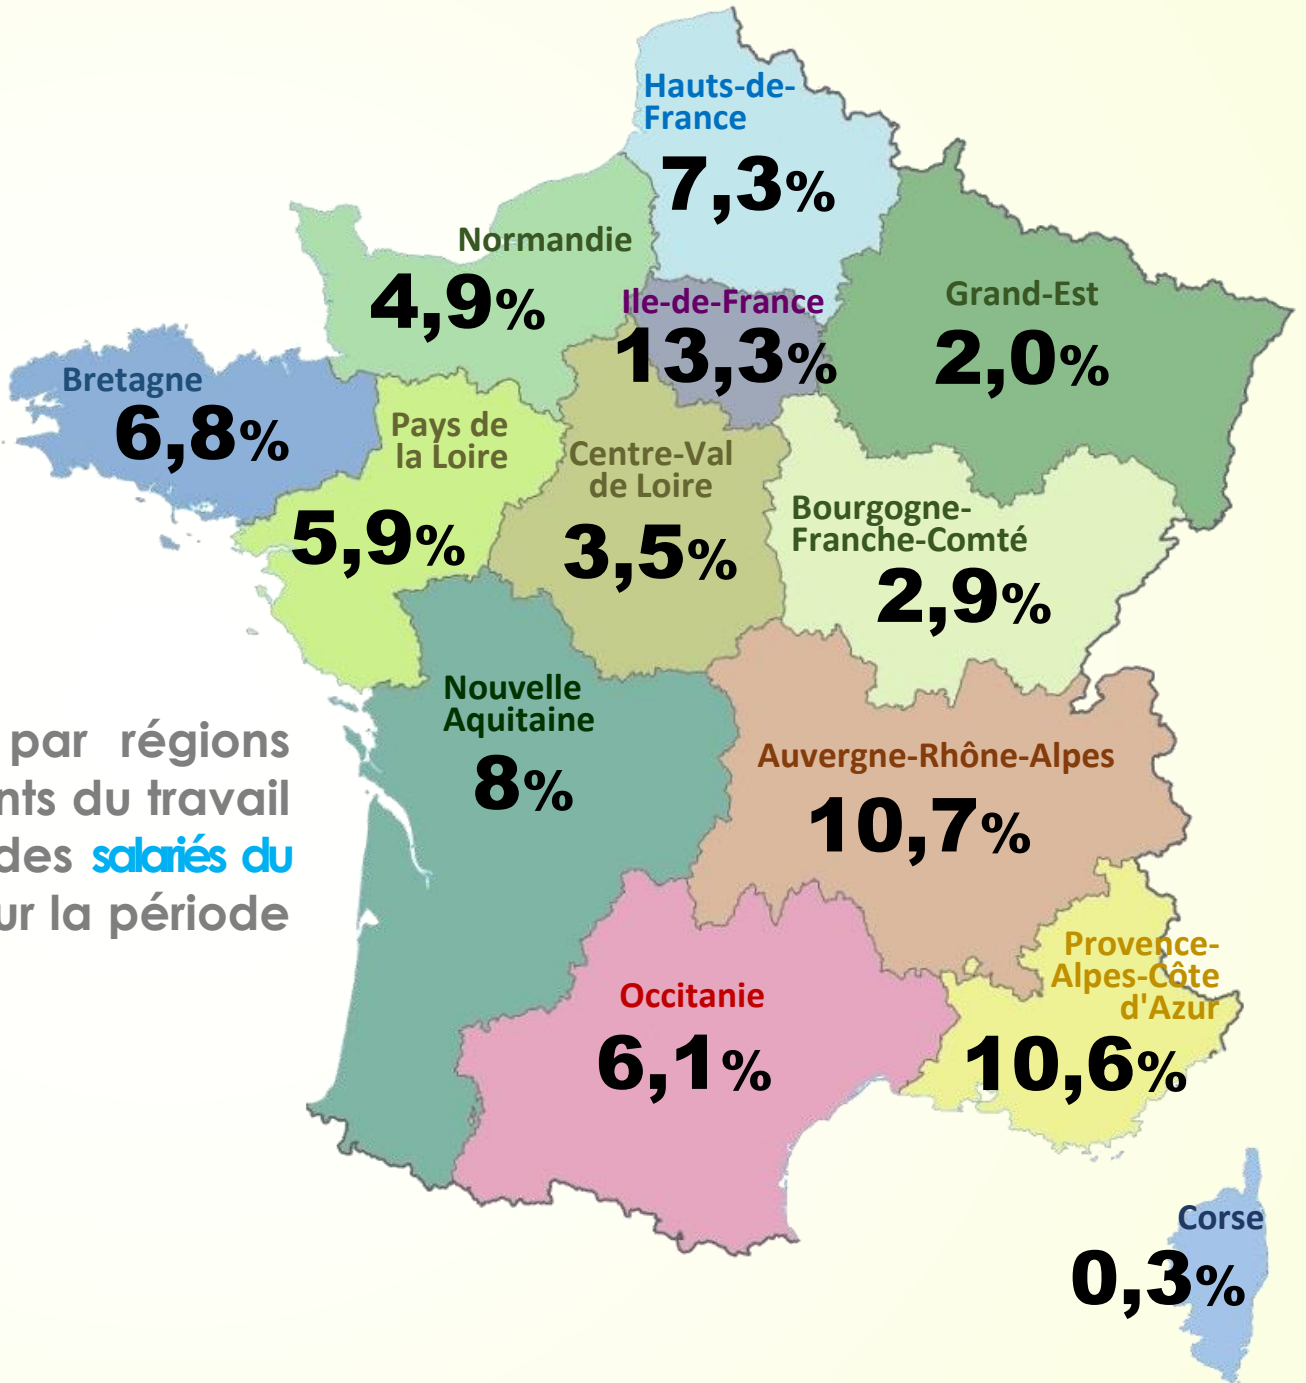 Hauts-de-
France
7,3%
Normandie
4,9%
Ile-de-France
13,3%
Grand-Est
2,0%
Bretagne
6,8%
Pays de
la Loire
5,9%
Centre-Val
de Loire
3,5%
Bourgogne-
Franche-Comté
2,9%
Nouvelle
Aquitaine
8%
par régions
nts du travail
des salariés du
ur la période
Auvergne-Rhône-Alpes
10,7%
Provence-
Alpes-Côte
d'Azur
10,6%
Occitanie
6,1%
Corse
0,3%